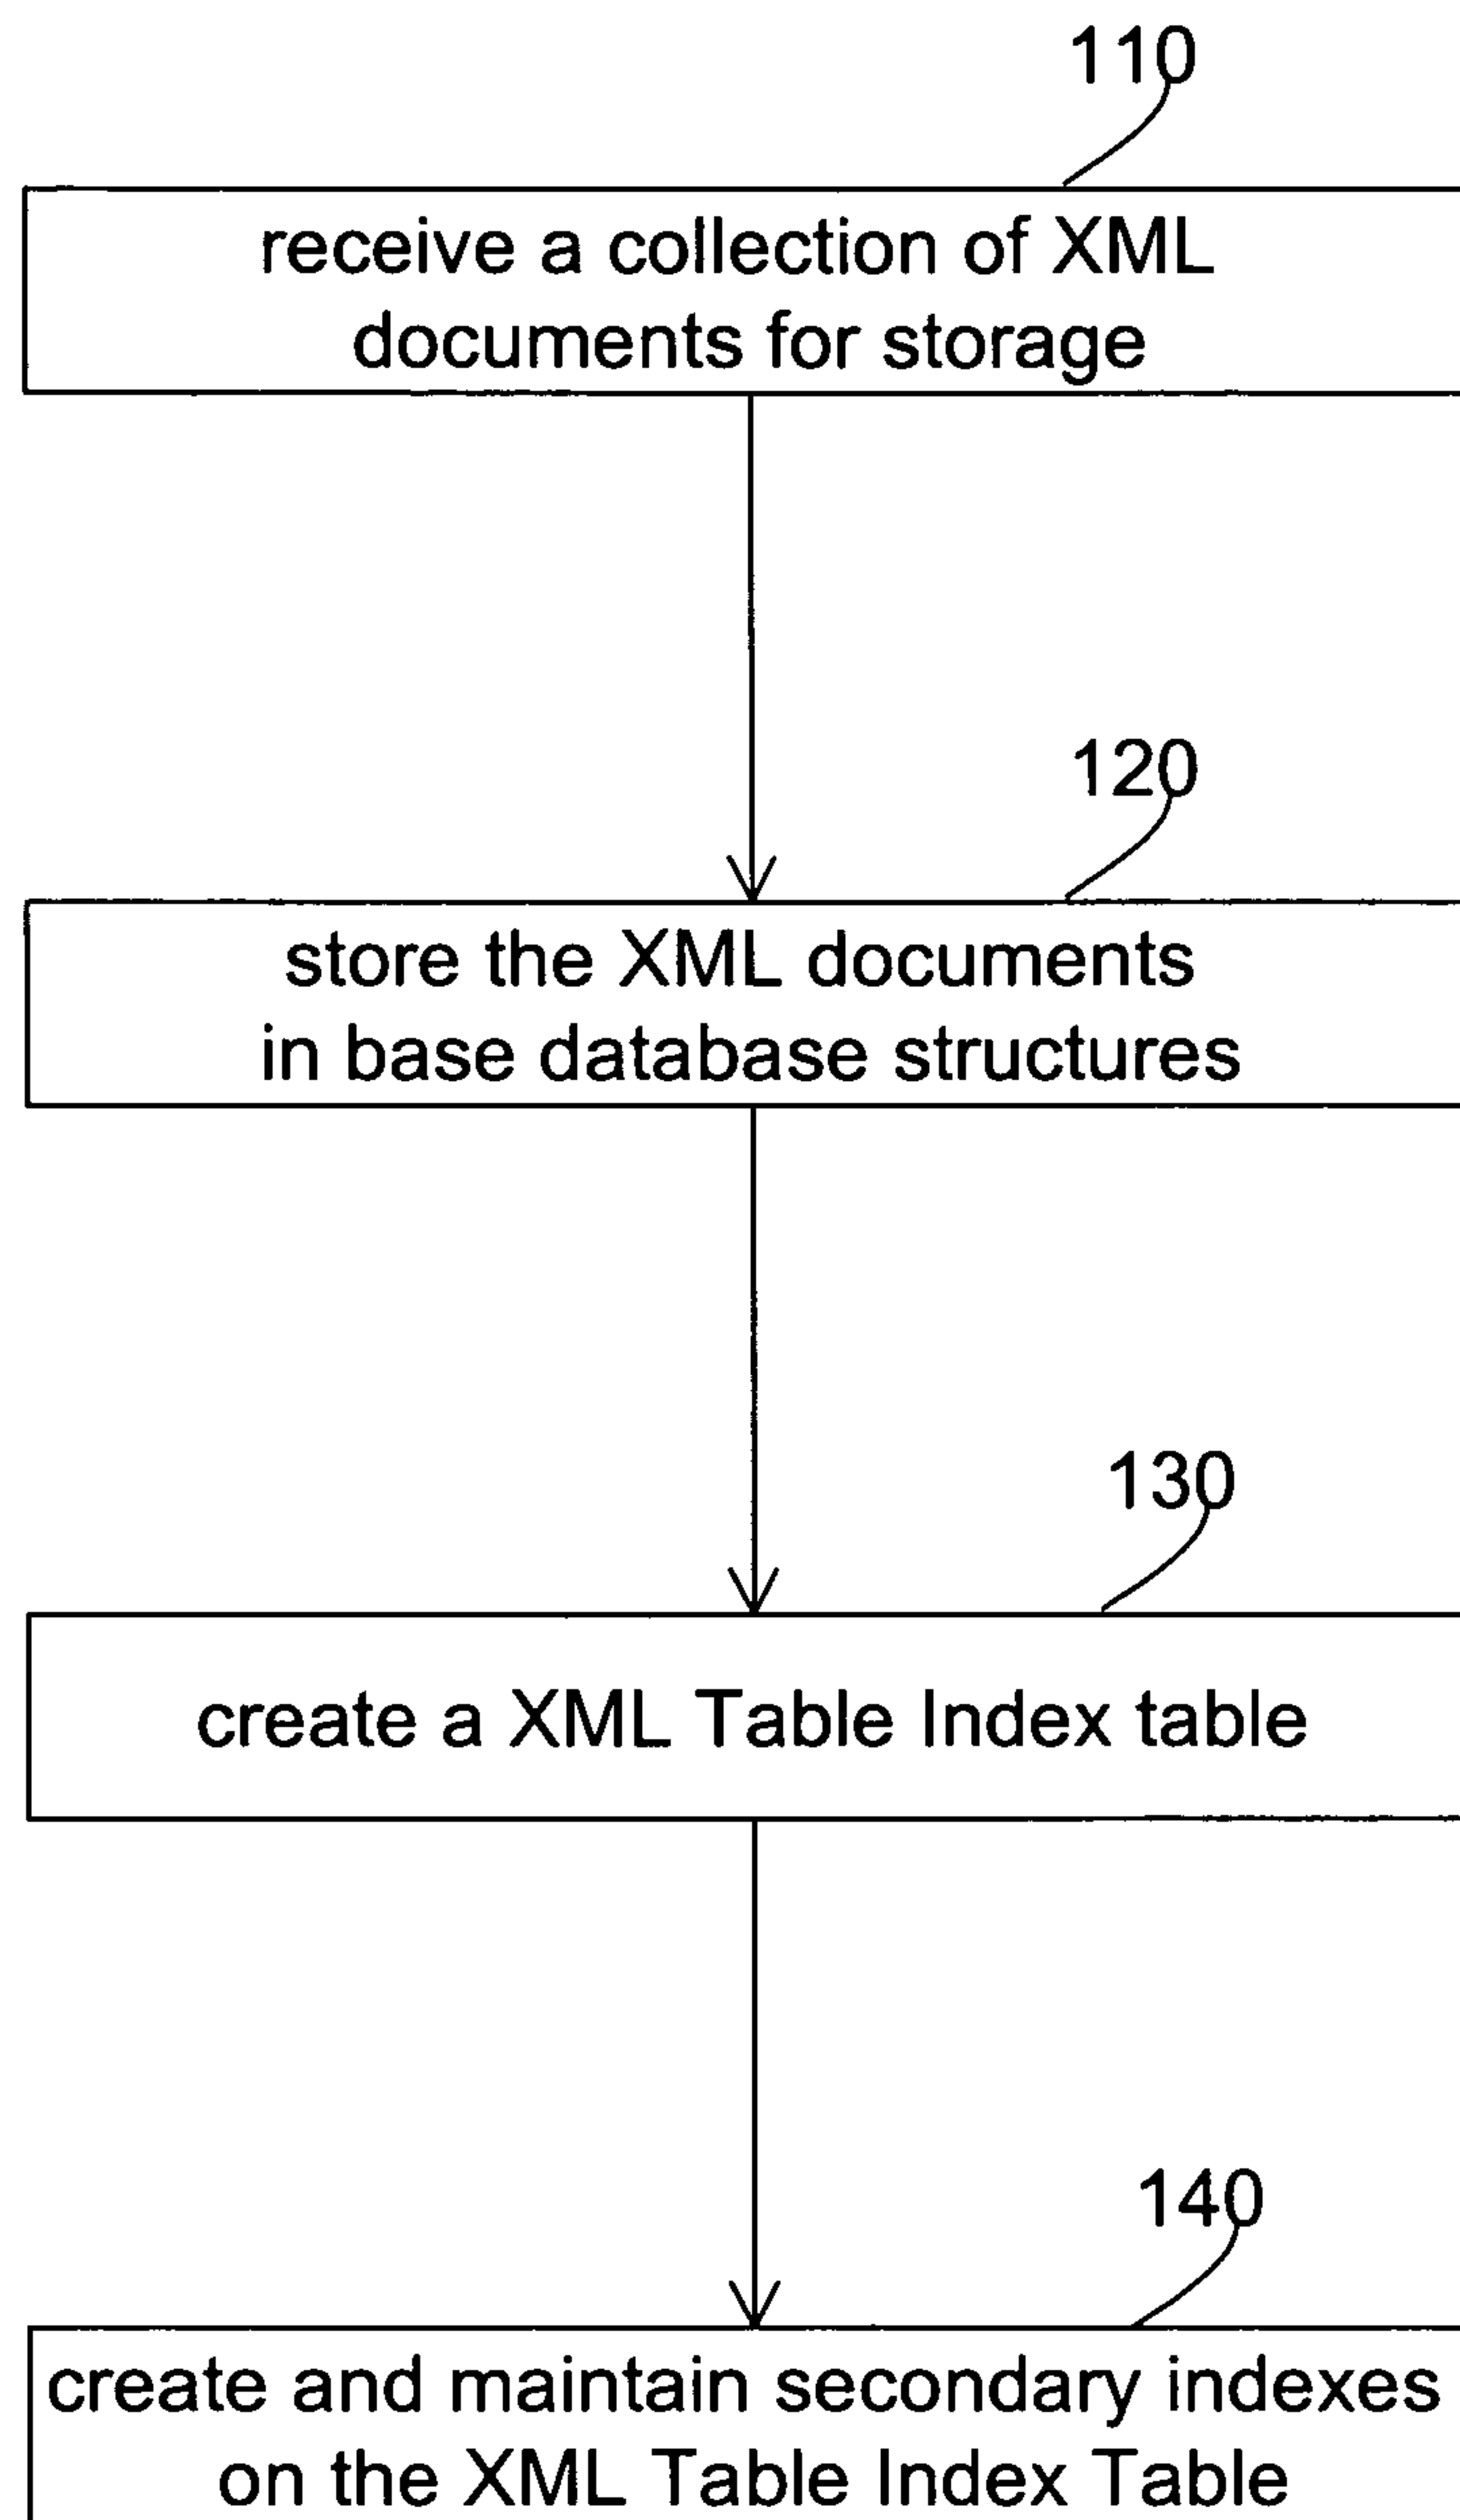 110
receive a collection of XML
documents for storage
120
store the XML documents
in base database structures
130
create a XML Table Index table
140
create and maintain secondary indexes
on the XML Table Index Table